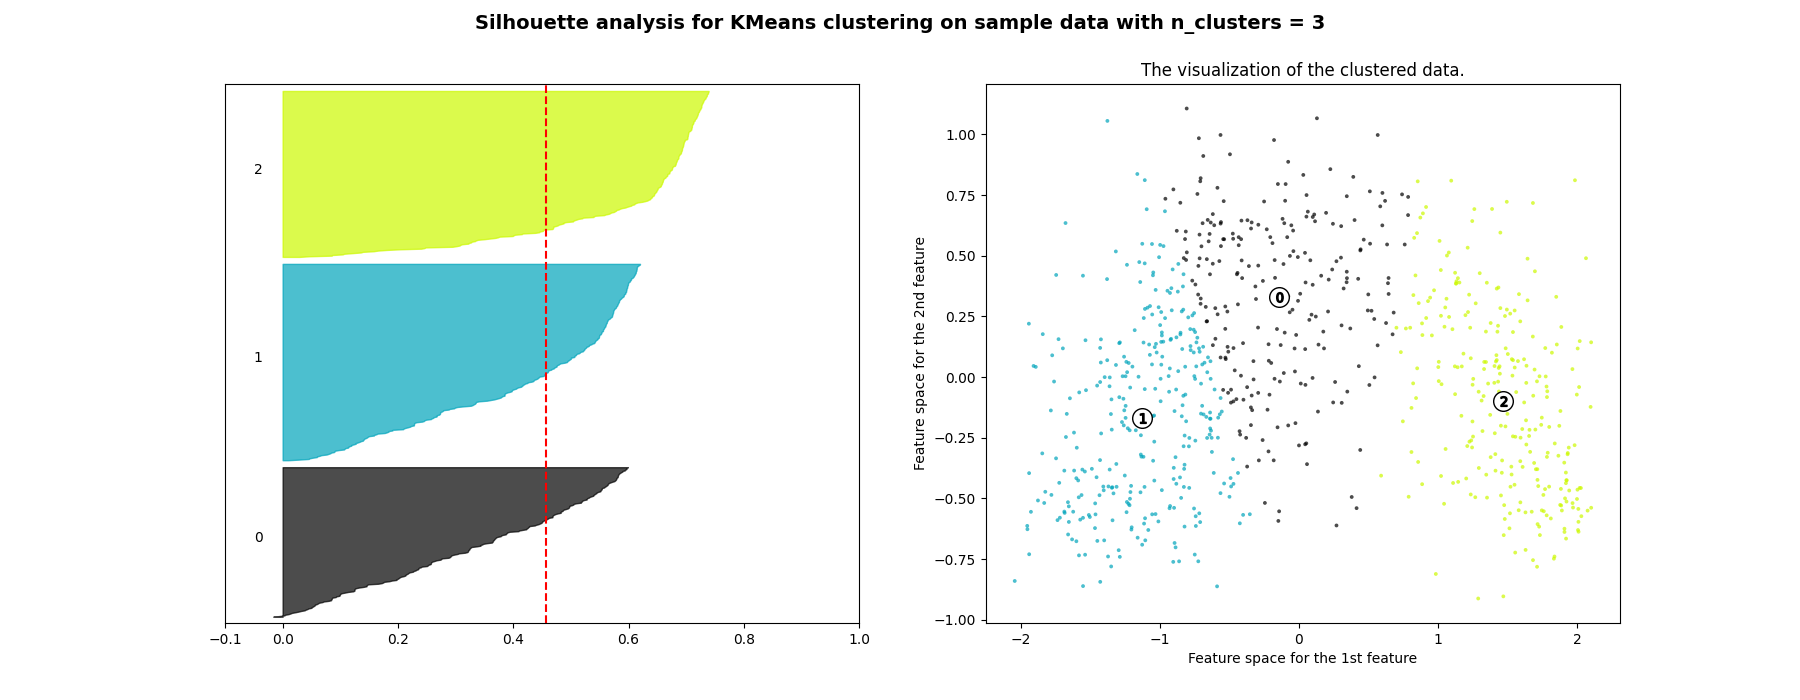 Silhouette analysis for KMeans clustering on sample data with n_clusters = 3
2
1
0
−0.1 0.0 0.2 0.4 0.6 0.8 1.0
The visualization of the clustered data.
Feature space for the 2nd feature
1.00
0.75
0.50
0.25
0.00
−0.25
−0.50
−0.75
−1.00
0
1
2
−2 −1 0 1 2
Feature space for the 1st feature